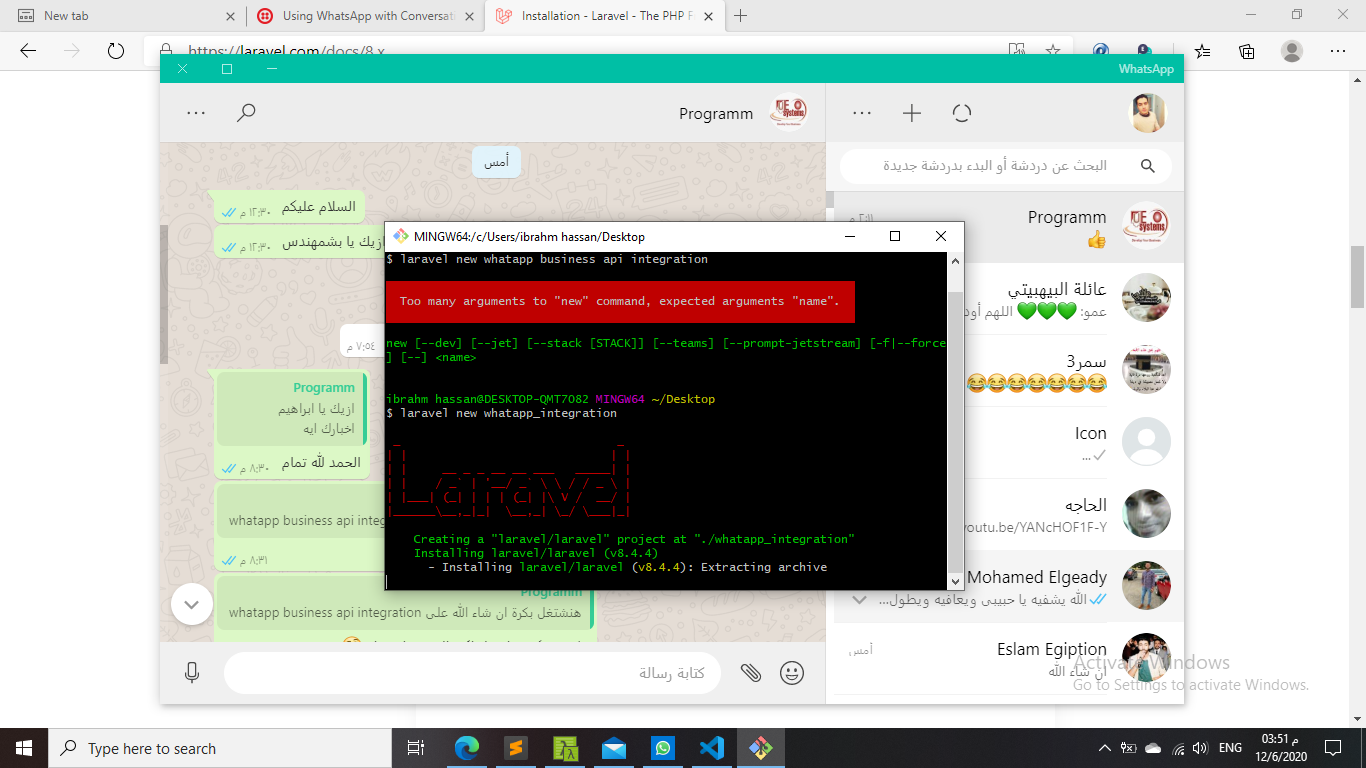 New tab
Using WhatsApp with Conversati
Installation - Laravel - The PHP F
https://laravel.com/docs/8.x
WhatsApp
Programm
أمس
البحث عن دردشة أو البدء بدردشة جديدة
السلام عليكم
١٢:٣٠ م
ازيك يا بشمهندس
١٢:٣٠ م
٧:٥٤ م
Programm
ازيك يا ابراهيم
اخبارك ايه
الحمد لله تمام
٨:٣٠ م
whatapp business api integ
٨:٣١ م
Programm
هنشتغل بكرة ان شاء الله على whatapp business api integration
كتابة رسالة
MINGW64:/c/Users/ibrahm hassan/Desktop
$ laravel new whatapp business api integration
Too many arguments to "new" command, expected arguments "name".
new [--dev] [--jet] [--stack [STACK]] [--teams] [--prompt-jetstream] [-f|--force
] [--] <name>
ibrahm hassan@DESKTOP-QMT7O82 MINGW64 ~/Desktop
$ laravel new whatapp_integration
Laravel
Creating a "laravel/laravel" project at "./whatapp_integration"
Installing laravel/laravel (v8.4.4)
- Installing laravel/laravel (v8.4.4): Extracting archive
Programm
٢:١١ م
عائلة البيهبيتي
عمو: 💚💚💚 اللهم أود
سمر3
😂😂😂😂😂😂😂
Icon
...
الحاجه
youtu.be/YANcHOF1F-Y
Mohamed Elgeady
الله يشفيه يا حبيبى ويعافيه ويطول...
Eslam Egiption
أمس
ان شاء الله
Activate Windows
Go to Settings to activate Windows.
Type here to search
ENG
03:51 م
12/6/2020